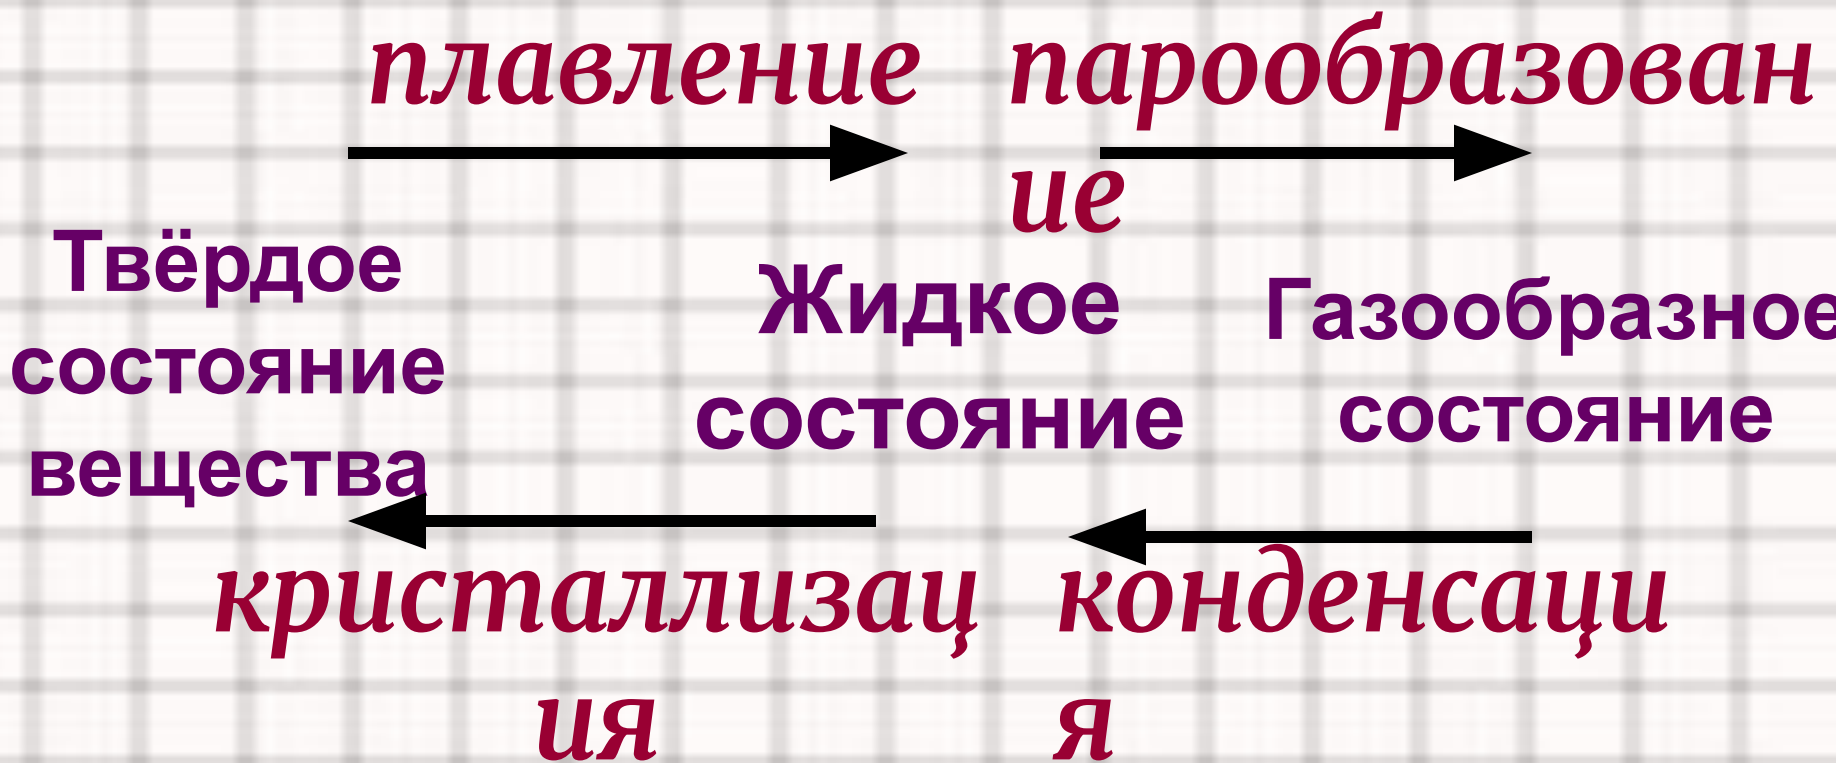 плавление
парообразован
ие
Твёрдое
состояние
вещества
Жидкое
состояние
Газообразное
состояние
кристаллизац
ия
конденсаци
я